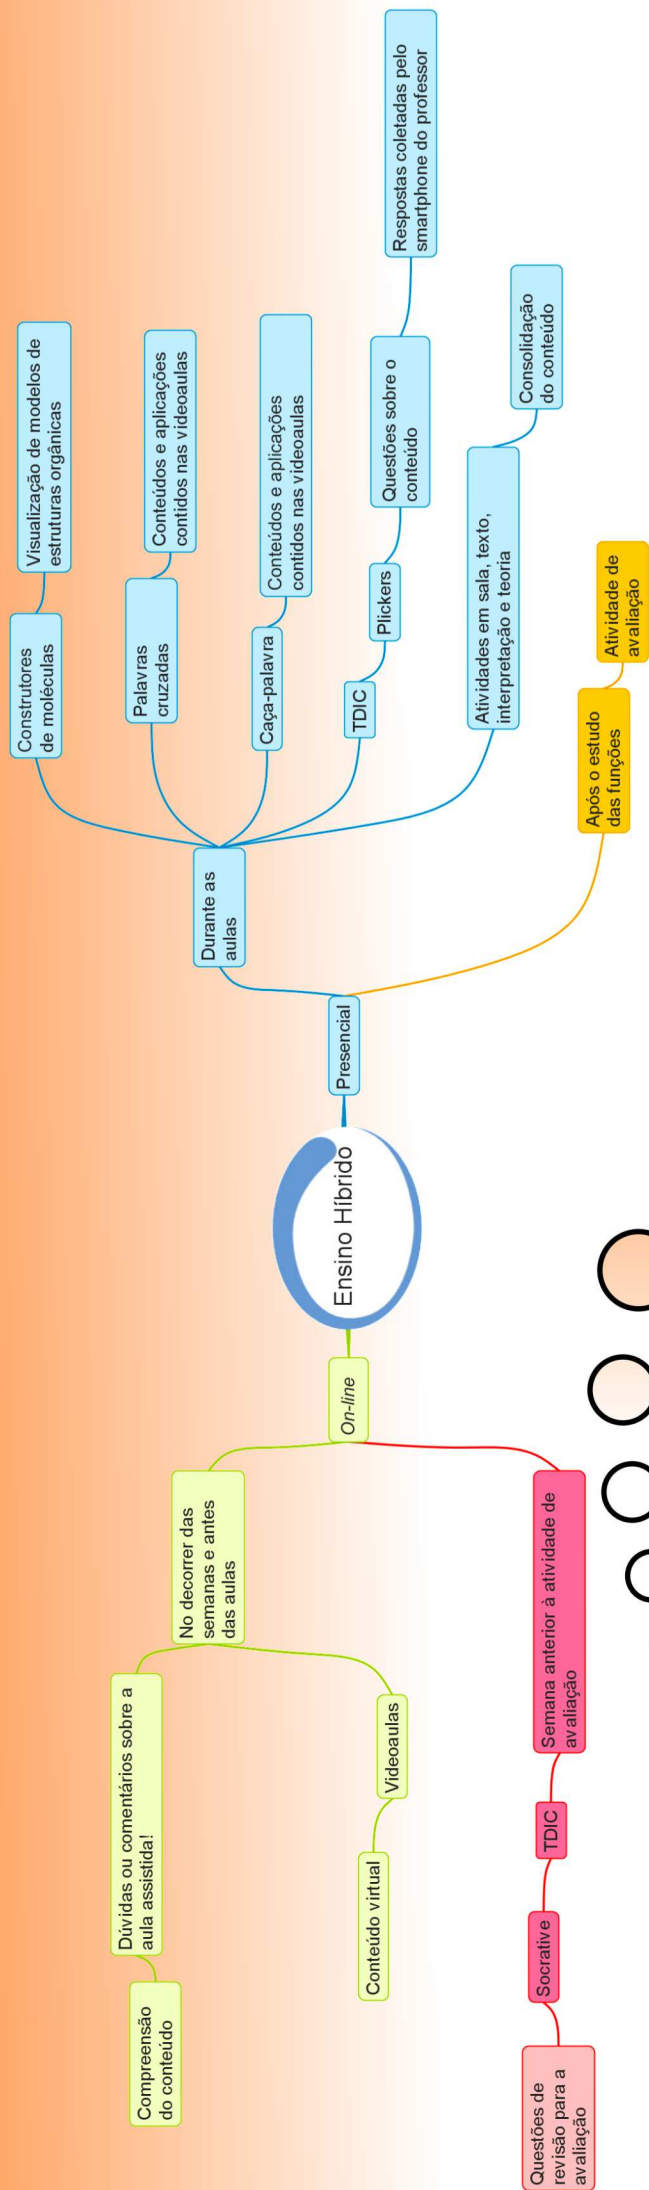 Compreensão
do conteúdo
Dúvidas ou comentários sobre a
aula assistida!
No decorrer das
semanas e antes
das aulas
Conteúdo virtual
Videoaulas
On-line
Questões de
revisão para a
avaliação
Socrative
TDIC
Semana anterior à atividade de
avaliação
Ensino Híbrido
Presencial
Durante as
aulas
Construtores
de moléculas
Visualização de modelos de
estruturas orgânicas
Palavras
cruzadas
Conteúdos e aplicações
contidos nas videoaulas
Caça-palavra
Conteúdos e aplicações
contidos nas videoaulas
TDIC
Plickers
Questões sobre o
conteúdo
Respostas coletadas pelo
smartphone do professor
Atividades em sala, texto,
interpretação e teoria
Consolidação
do conteúdo
Após o estudo
das funções
Atividade de
avaliação